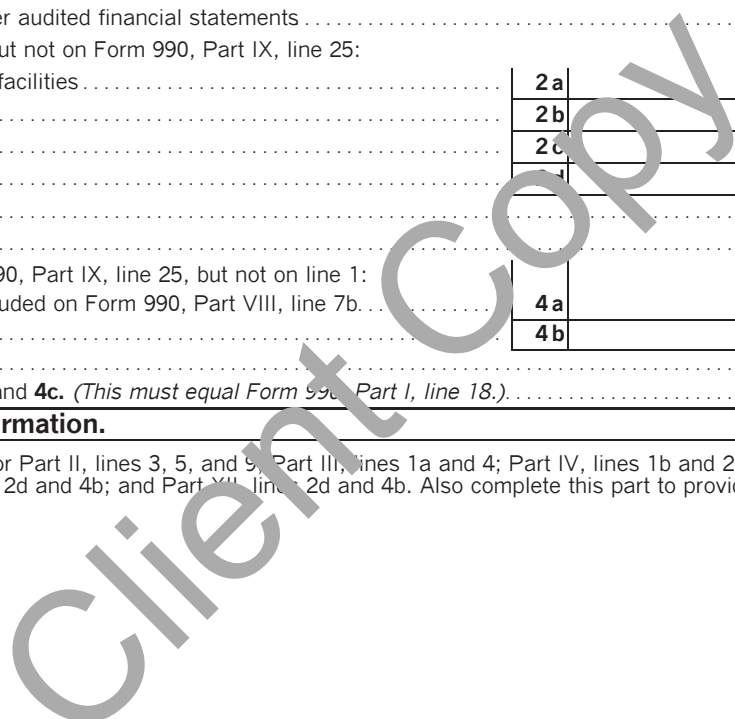 er audited financial statements
ut not on Form 990, Part IX, line 25:
facilities 2a
2b
2c
2d
90, Part IX, line 25, but not on line 1:
uded on Form 990, Part VIII, line 7b. 4a
4b
and 4c. (This must equal Form 990, Part I, line 18.)
rmation.
or Part II, lines 3, 5, and 9; Part III, lines 1a and 4; Part IV, lines 1b and 2
2d and 4b; and Part XII, lines 2d and 4b. Also complete this part to provid
Client Copy